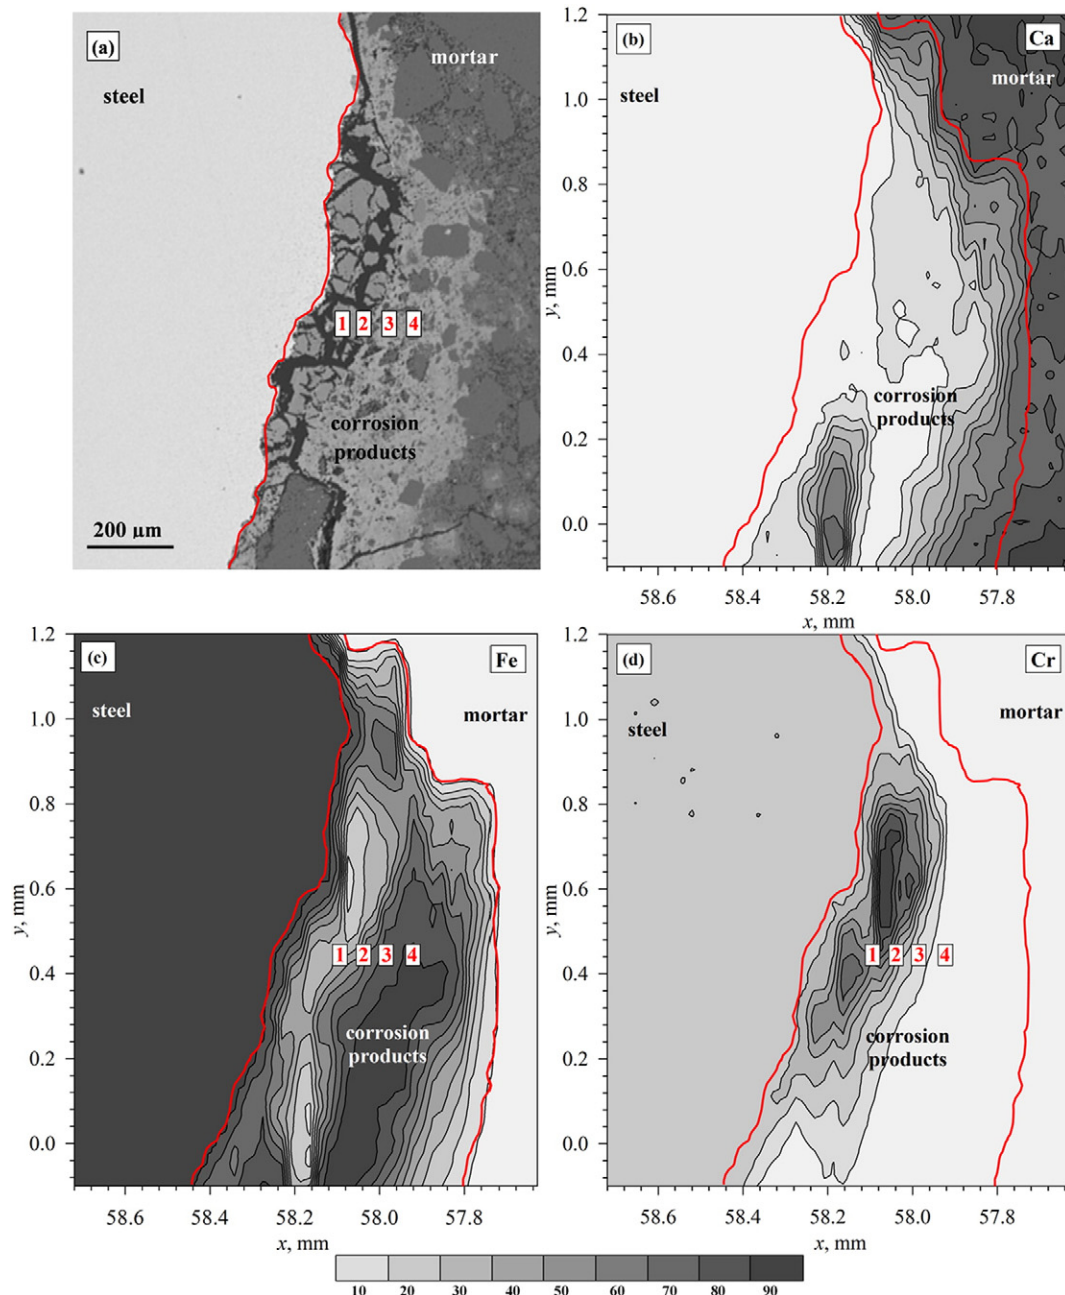 (a)
steel
mortar
1 2 3 4
corrosion
products
200 µm
(b)
Ca
steel
mortar
corrosion
products
1.2
1.0
0.8
0.6
0.4
0.2
0.0
y, mm
58.6 58.4 58.2 58.0 57.8
x, mm
(c)
Fe
steel
mortar
1 2 3 4
corrosion
products
1.2
1.0
0.8
0.6
0.4
0.2
0.0
y, mm
58.6 58.4 58.2 58.0 57.8
x, mm
(d)
Cr
steel
mortar
1 2 3 4
corrosion
products
1.2
1.0
0.8
0.6
0.4
0.2
0.0
y, mm
58.6 58.4 58.2 58.0 57.8
x, mm
10 20 30 40 50 60 70 80 90